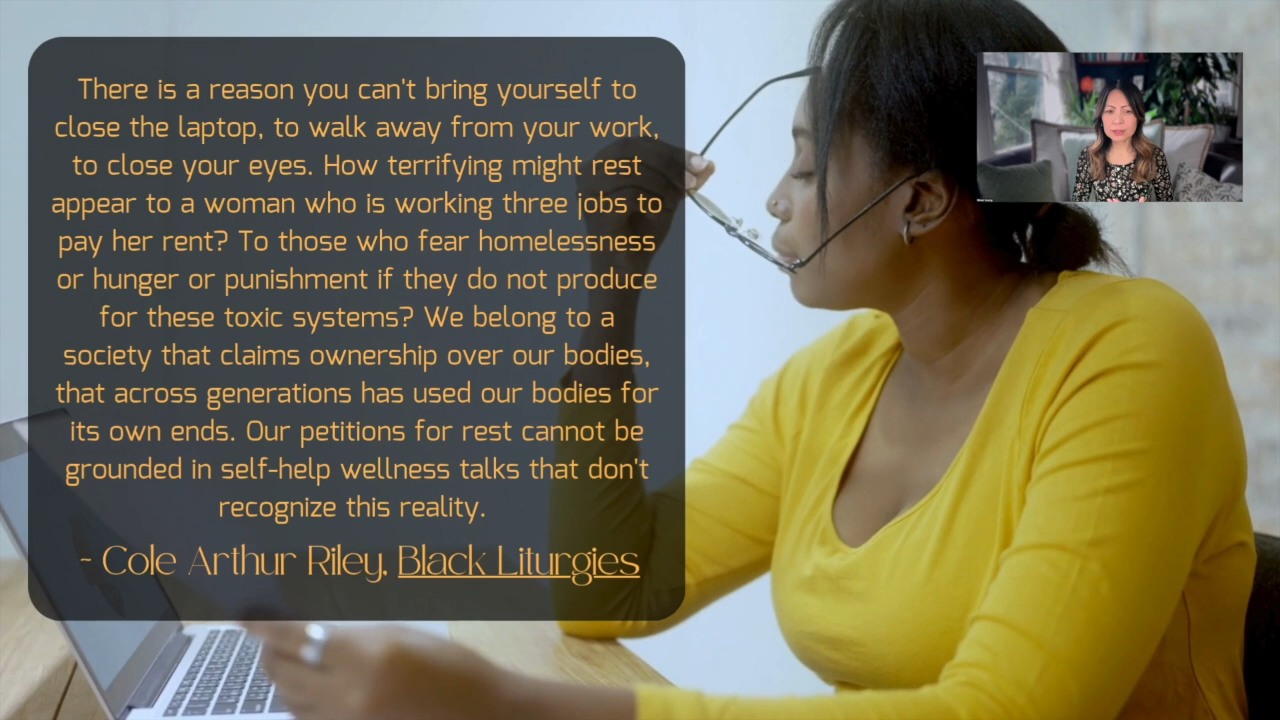 There is a reason you can't bring yourself to
close the laptop, to walk away from your work,
to close your eyes. How terrifying might rest
appear to a woman who is working three jobs to
pay her rent? To those who fear homelessness
or hunger or punishment if they do not produce
for these toxic systems? We belong to a
society that claims ownership over our bodies,
that across generations has used our bodies for
its own ends. Our petitions for rest cannot be
grounded in self-help wellness talks that don't
recognize this reality.
~ Cole Arthur Riley, Black Liturgies